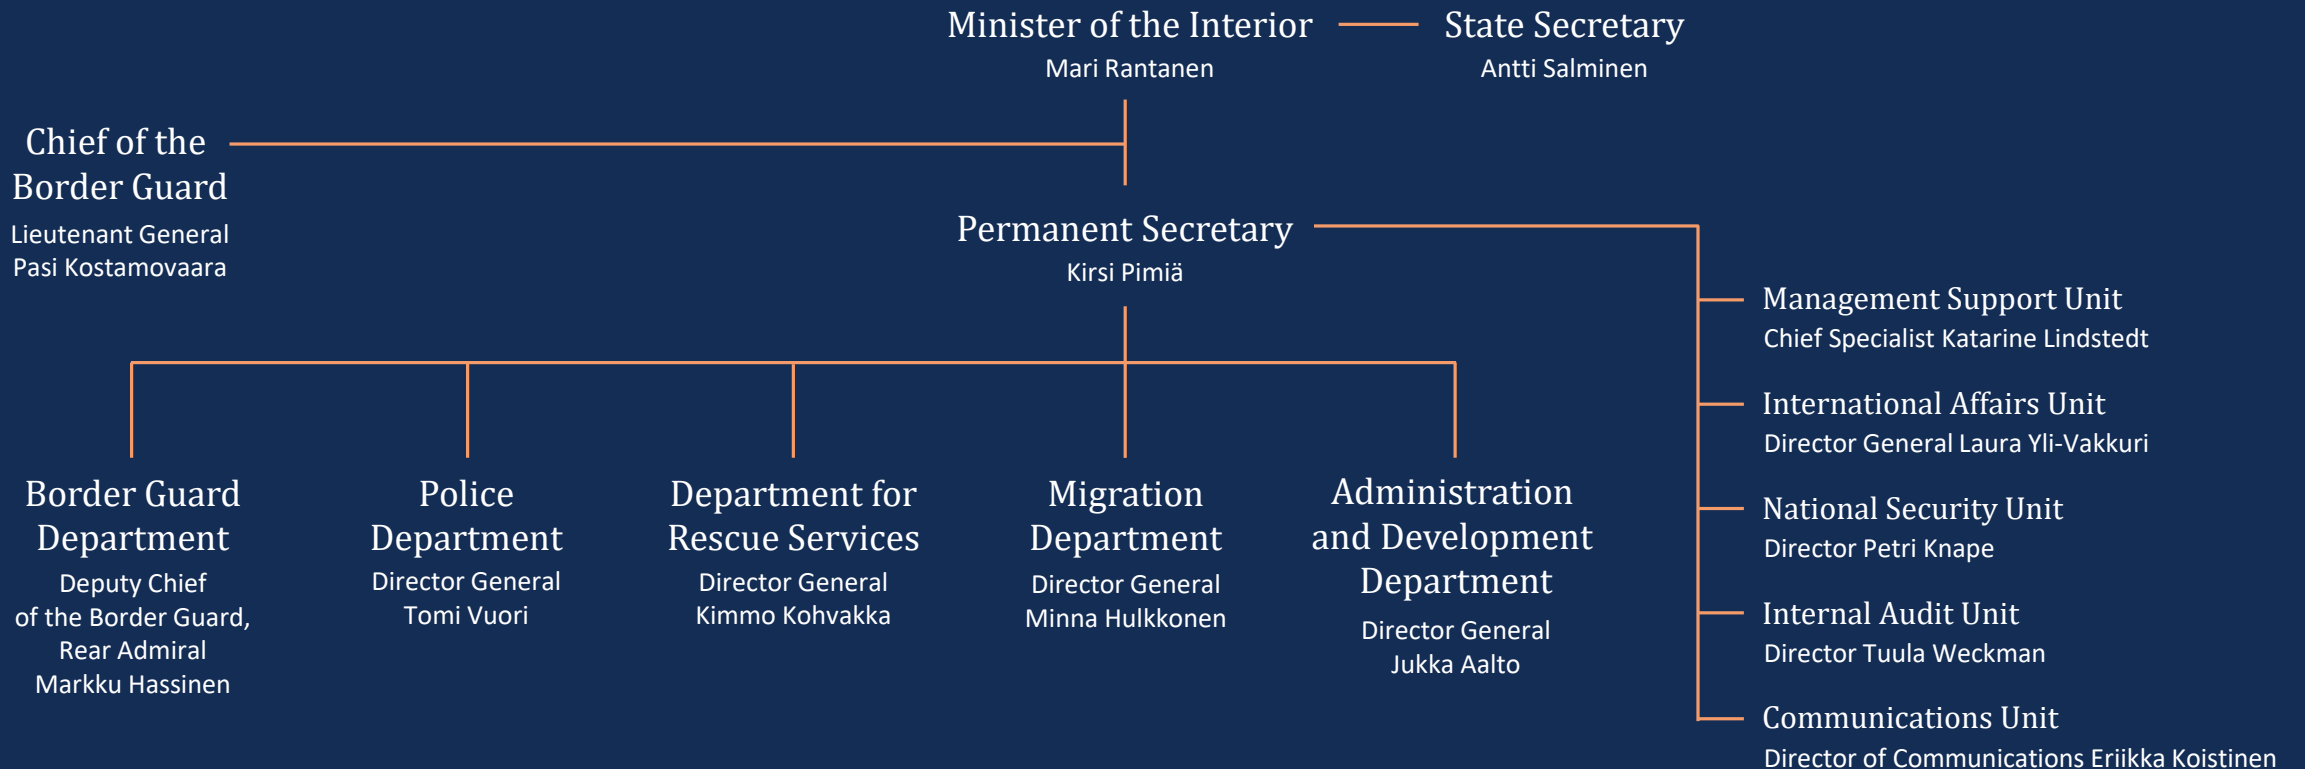 Minister of the Interior
Mari Rantanen
State Secretary
Antti Salminen
Chief of the
Border Guard
Lieutenant General
Pasi Kostamovaara
Permanent Secretary
Kirsi Pimiä
Border Guard
Department
Deputy Chief
of the Border Guard,
Rear Admiral
Markku Hassinen
Police
Department
Director General
Tomi Vuori
Department for
Rescue Services
Director General
Kimmo Kohvakka
Migration
Department
Director General
Minna Hulkkonen
Administration
and Development
Department
Director General
Jukka Aalto
Management Support Unit
Chief Specialist Katarine Lindstedt
International Affairs Unit
Director General Laura Yli-Vakkuri
National Security Unit
Director Petri Knape
Internal Audit Unit
Director Tuula Weckman
Communications Unit
Director of Communications Eriikka Koistinen